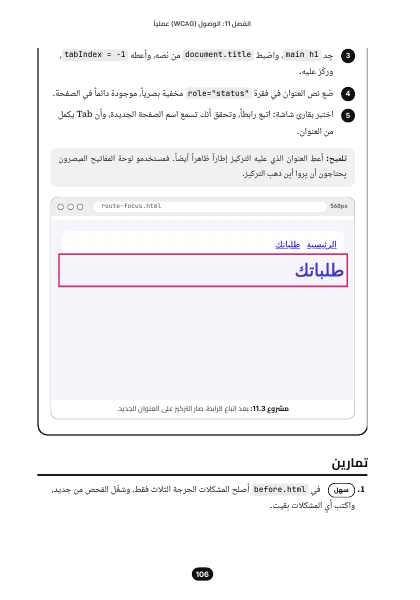 الفصل 11: الوصول (WCAG) عملياً
3 جِد main h1، واضبط document.title من نصه، وأعطه tabIndex = -1،
وركّز عليه.
4 ضع نص العنوان في فقرة role="status" مخفية بصرياً، موجودة دائماً في الصفحة.
5 اختبر بقارئ شاشة: اتبع رابطاً، وتحقق أنك تسمع اسم الصفحة الجديدة، وأن Tab يكمل
من العنوان.
تلميح: أعطِ العنوان الذي عليه التركيز إطاراً ظاهراً أيضاً. فمستخدمو لوحة المفاتيح المبصرون
يحتاجون أن يروا أين ذهب التركيز.
route-focus.html 560px
الرئيسية طلباتك
طلباتك
مشروع 11.3: بعد اتباع الرابط، صار التركيز على العنوان الجديد.
تمارين
1. سهل في before.html أصلح المشكلات الحرجة الثلاث فقط، وشغّل الفحص من جديد،
واكتب أي المشكلات بقيت.
106